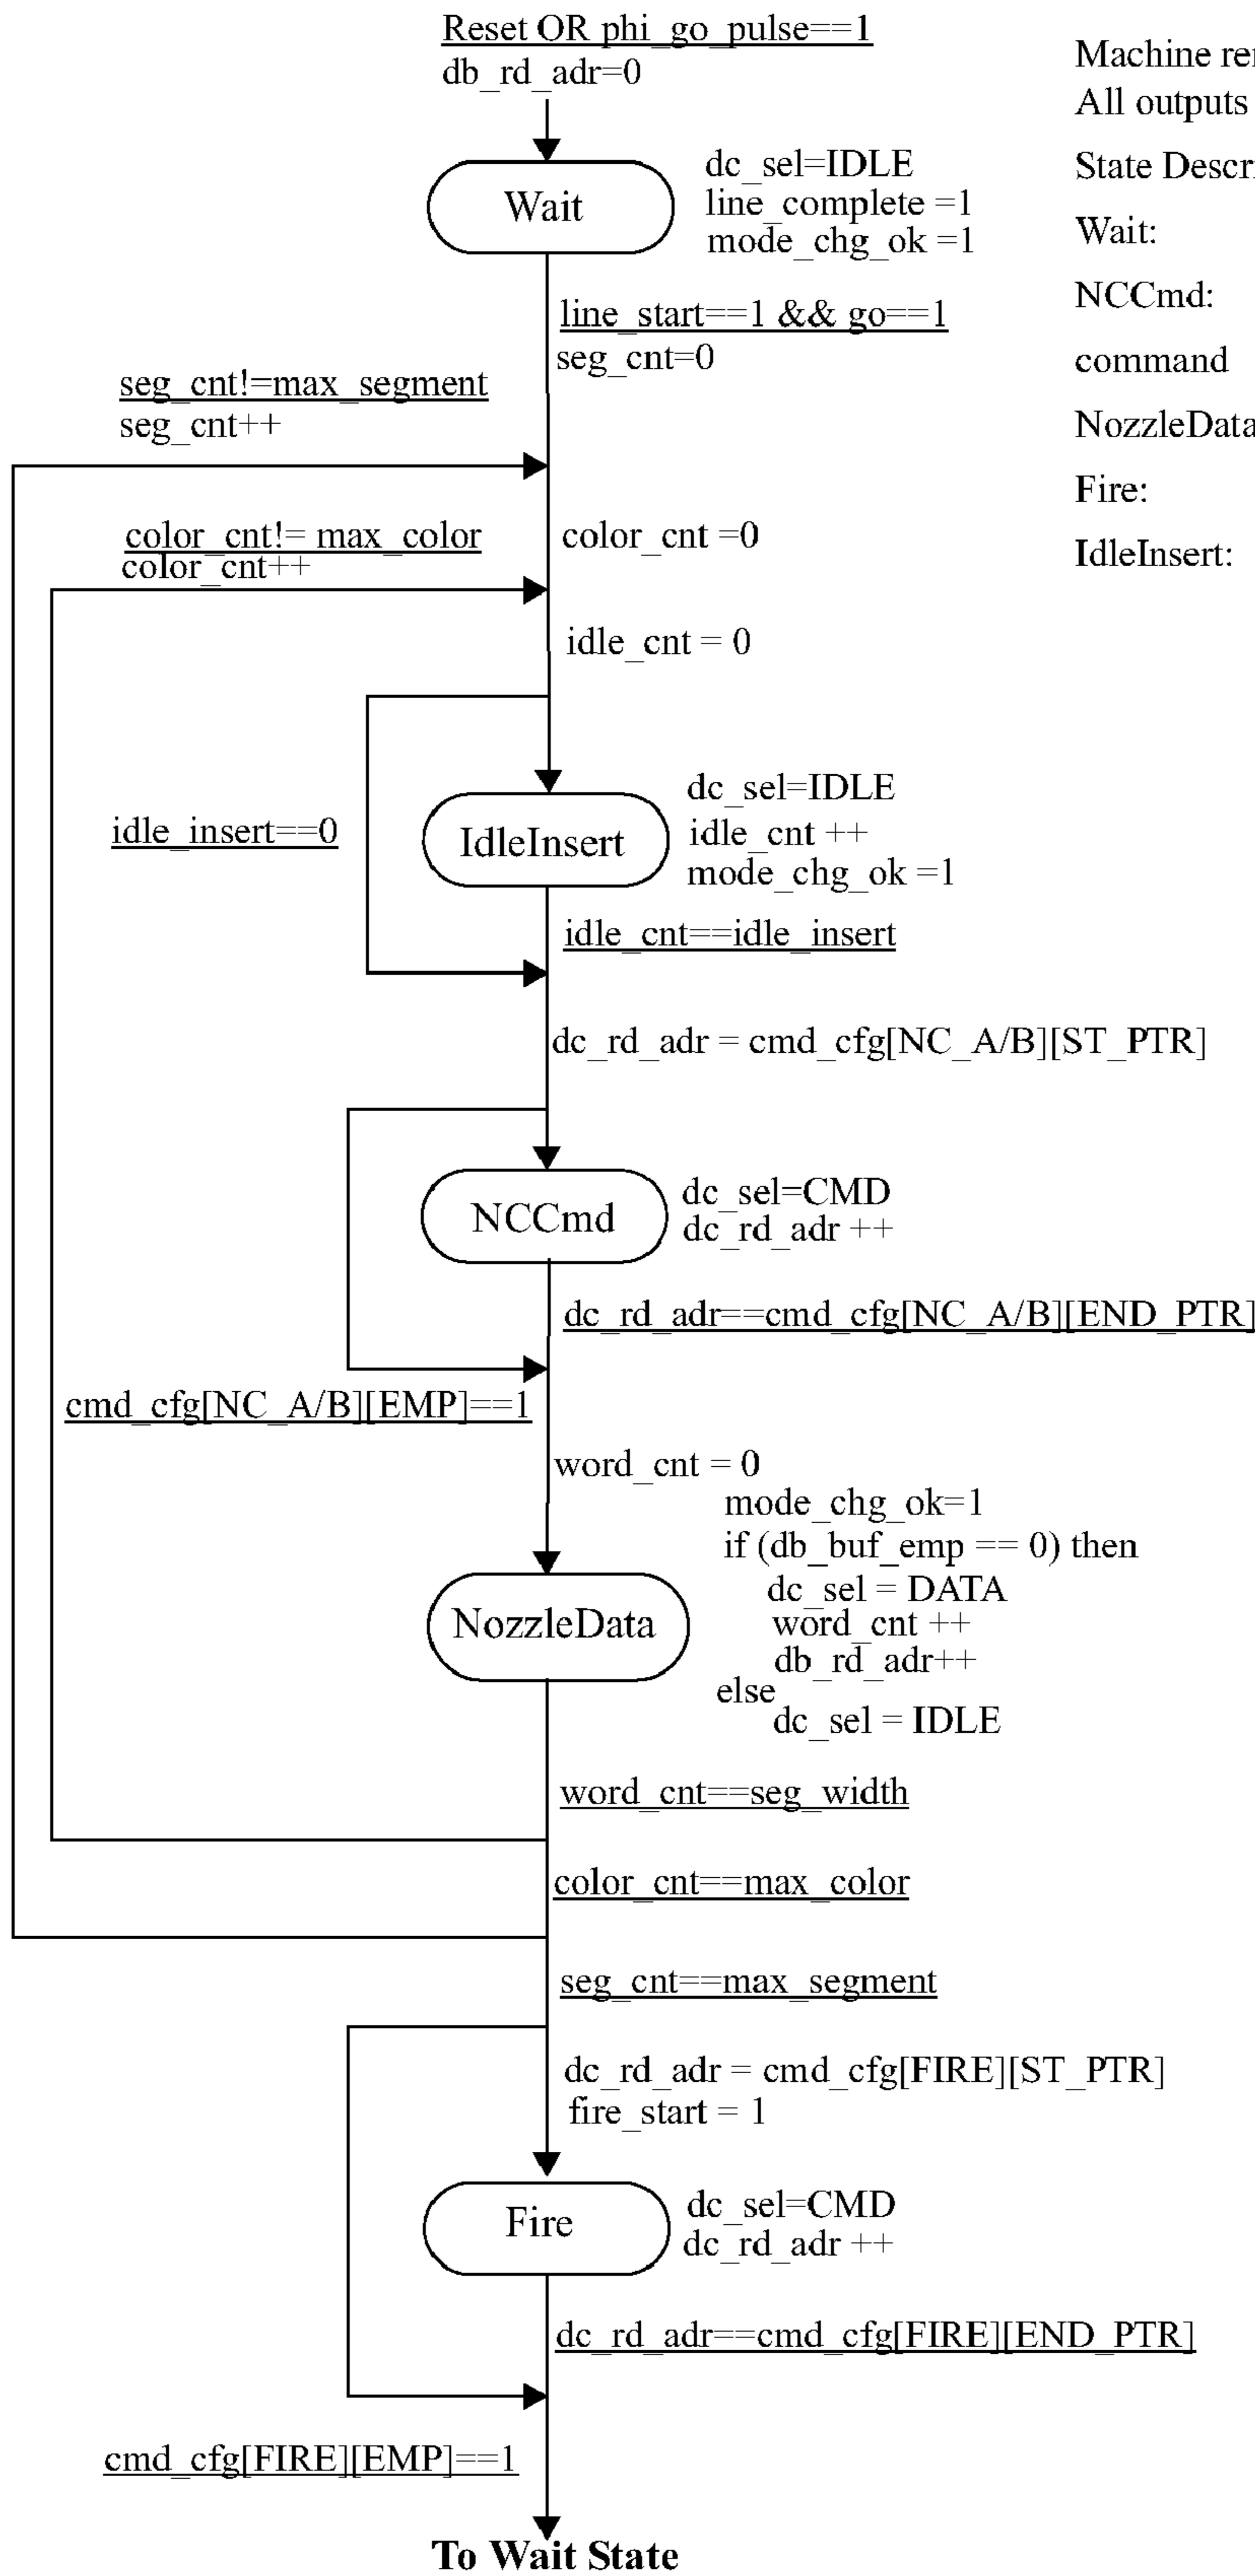 Reset OR phi_go_pulse==1
db_rd_adr=0
Wait
dc_sel=IDLE
line_complete =1
mode_chg_ok =1
line_start==1 && go==1
seg_cnt=0
seg_cnt!=max_segment
seg_cnt++
color_cnt!= max_color
color_cnt++
color_cnt =0
idle_cnt = 0
idle_insert==0
IdleInsert
dc_sel=IDLE
idle_cnt ++
mode_chg_ok =1
idle_cnt==idle_insert
dc_rd_adr = cmd_cfg[NC_A/B][ST_PTR]
NCCmd
dc_sel=CMD
dc_rd_adr ++
dc_rd_adr==cmd_cfg[NC_A/B][END_PTR]
cmd_cfg[NC_A/B][EMP]==1
word_cnt = 0
NozzleData
mode_chg_ok=1
if (db_buf_emp == 0) then
dc_sel = DATA
word_cnt ++
db_rd_adr++
else
dc_sel = IDLE
word_cnt==seg_width
color_cnt==max_color
seg_cnt==max_segment
dc_rd_adr = cmd_cfg[FIRE][ST_PTR]
fire_start = 1
Fire
dc_sel=CMD
dc_rd_adr ++
dc_rd_adr==cmd_cfg[FIRE][END_PTR]
cmd_cfg[FIRE][EMP]==1
To Wait State
Machine
All outputs
State
Wait:
NCCmd:
command
NozzleData
Fire:
IdleInsert: